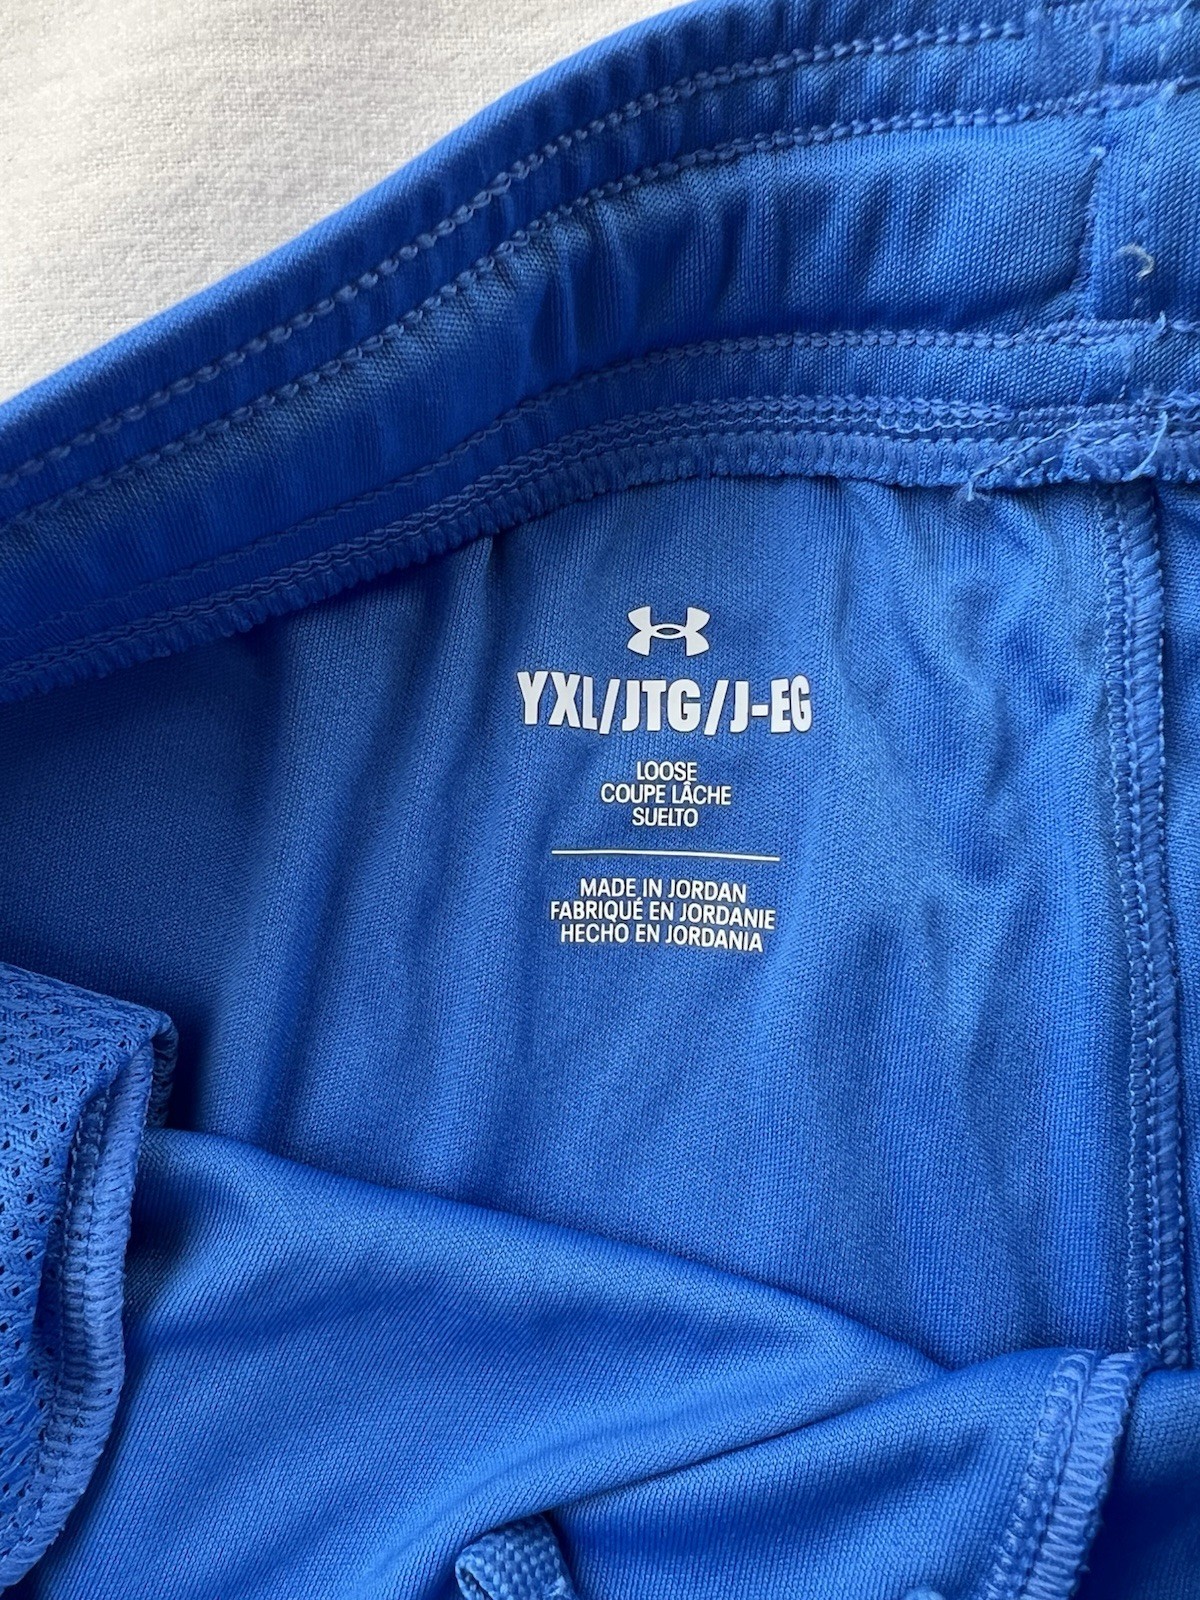 YXL/JTG/J-EG
LOOSE
COUPE LÂCHE
SUELTO
MADE IN JORDAN
FABRIQUÉ EN JORDANIE
HECHO EN JORDANIA